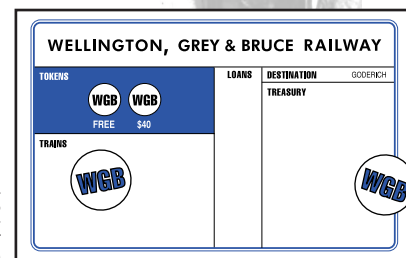 WELLINGTON, GREY & BRUCE RAILWAY
TOKENS
LOANS
DESTINATION GODERICH
WGB WGB
FREE $40
TREASURY
TRAINS
WGB
WGB